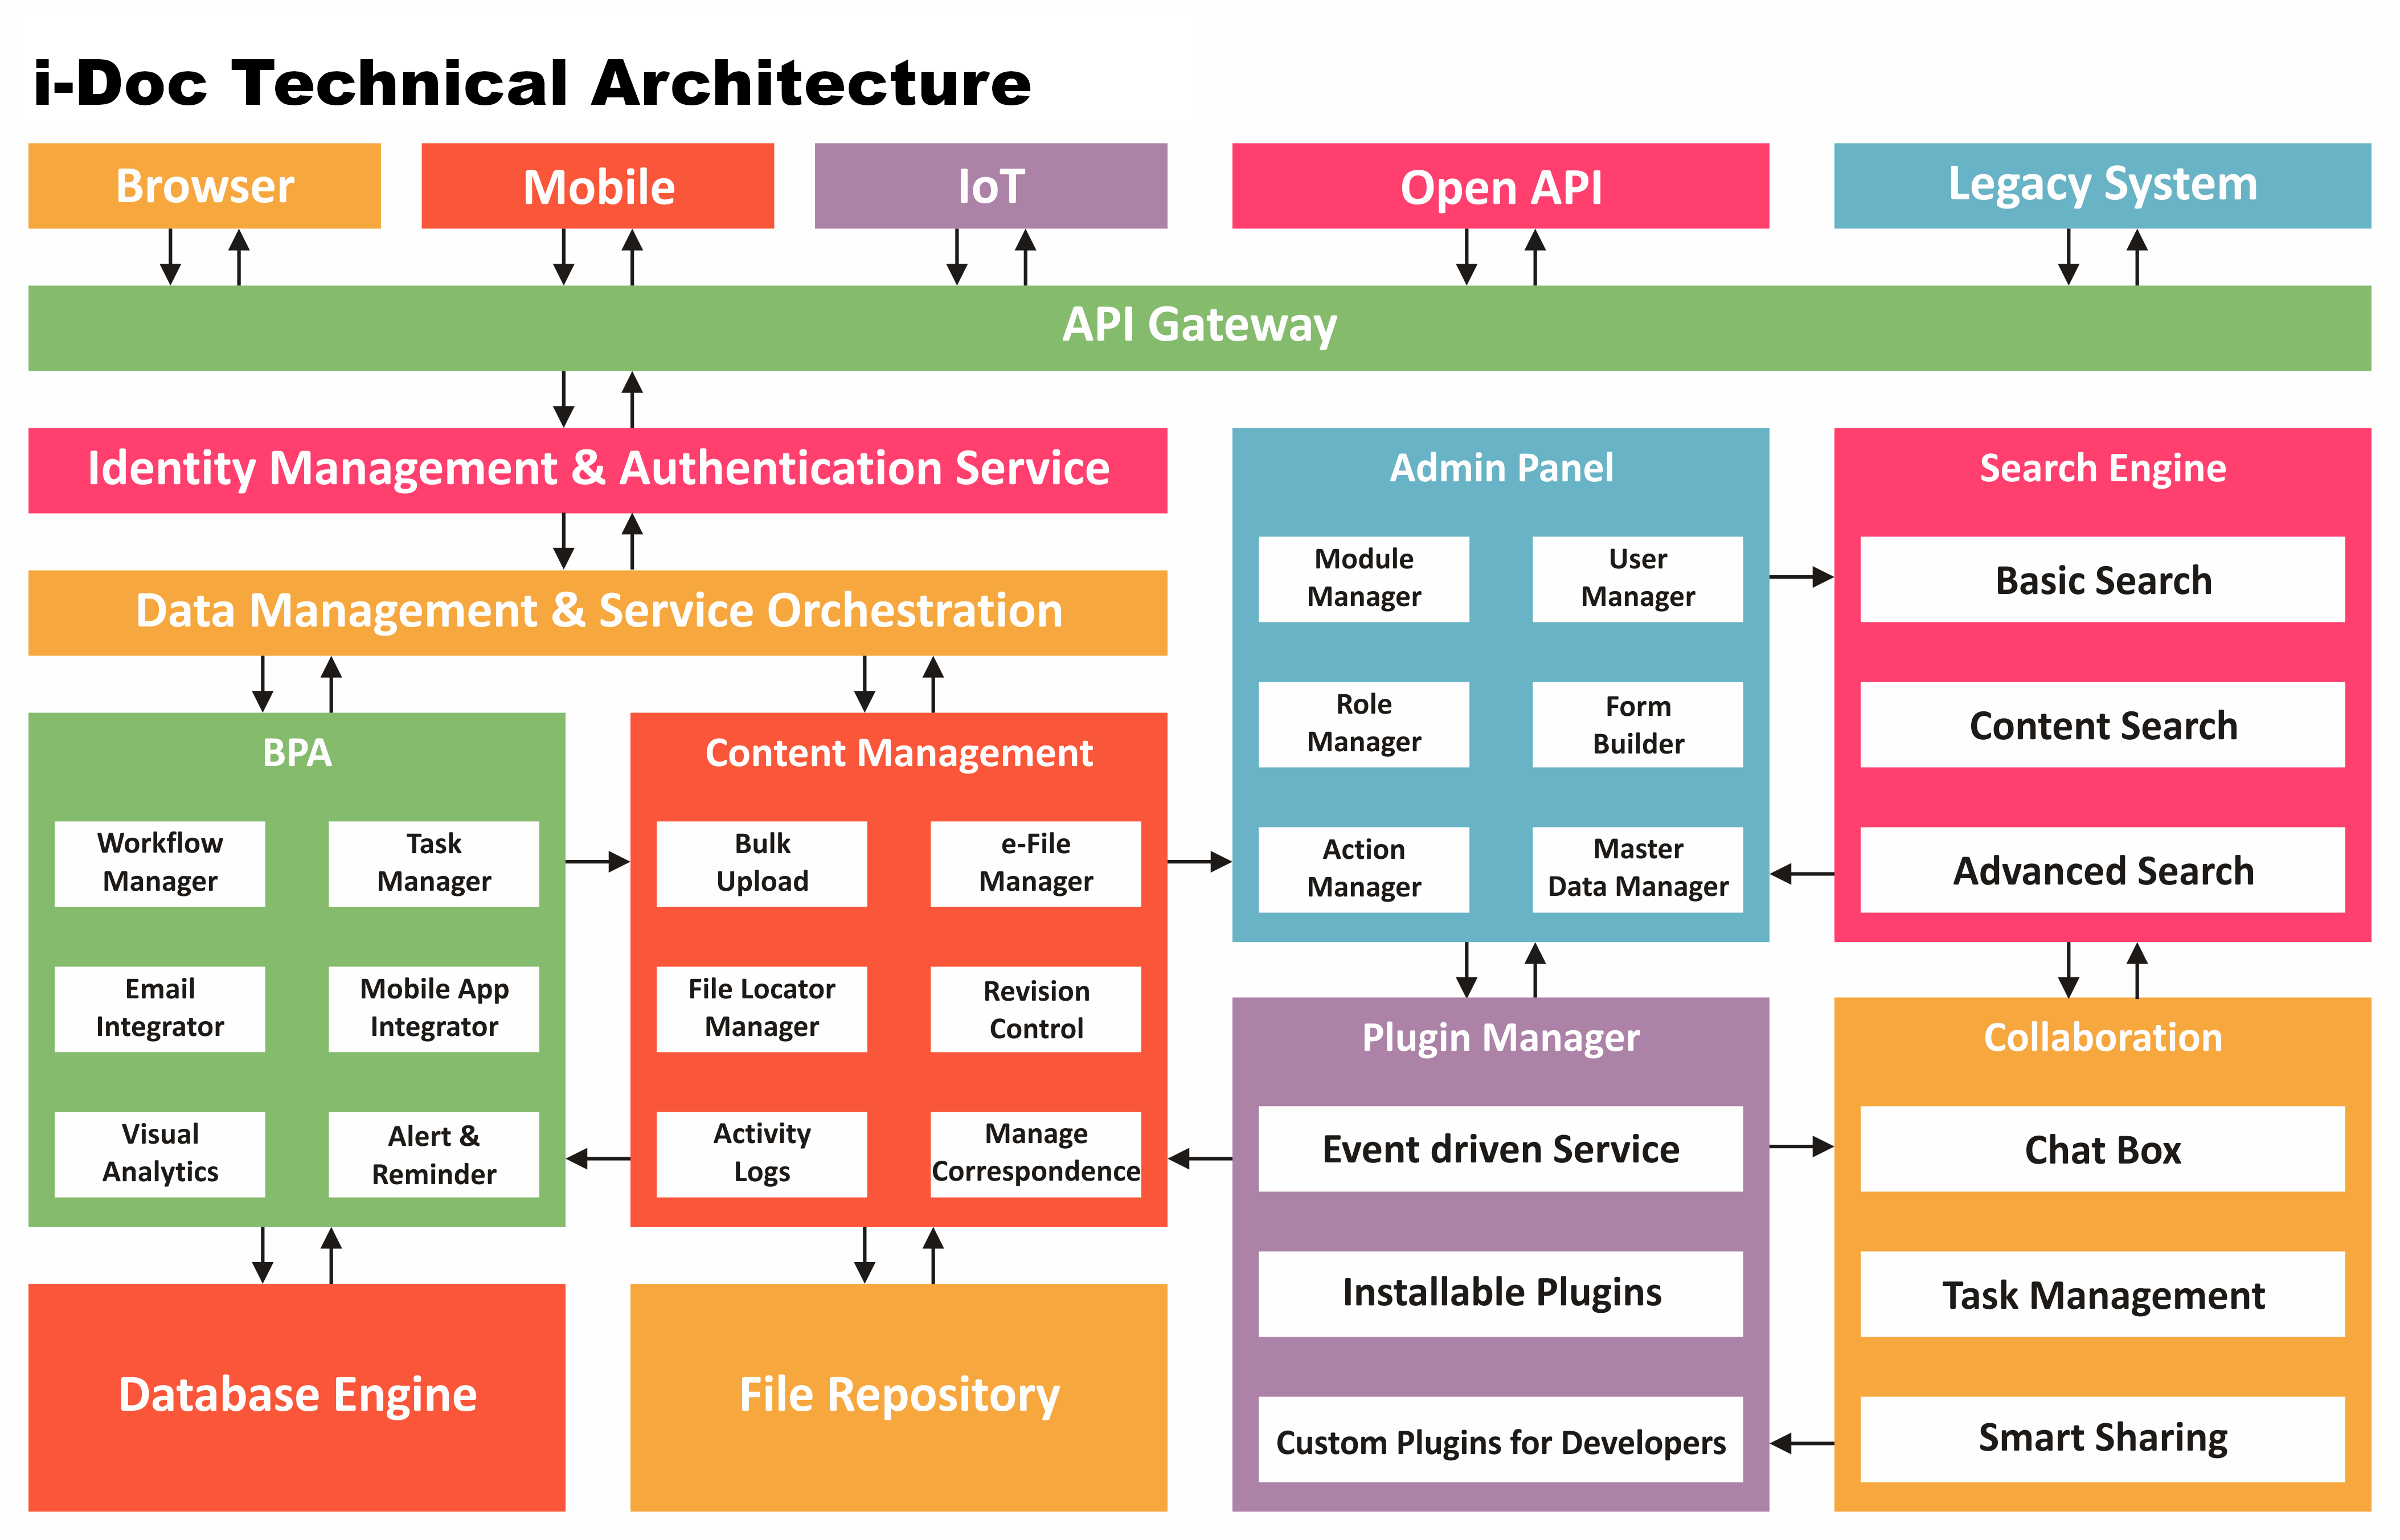 i-Doc Technical Architecture
Browser
Mobile
IoT
Open API
Legacy System
API Gateway
Identity Management & Authentication Service
Data Management & Service Orchestration
BPA
Workflow
Manager
Task
Manager
Email
Integrator
Mobile App
Integrator
Visual
Analytics
Alert &
Reminder
Content Management
Bulk
Upload
e-File
Manager
File Locator
Manager
Revision
Control
Activity
Logs
Manage
Correspondence
Admin Panel
Module
Manager
User
Manager
Role
Manager
Form
Builder
Action
Manager
Master
Data Manager
Search Engine
Basic Search
Content Search
Advanced Search
Plugin Manager
Event driven Service
Installable Plugins
Custom Plugins for Developers
Collaboration
Chat Box
Task Management
Smart Sharing
Database Engine
File Repository